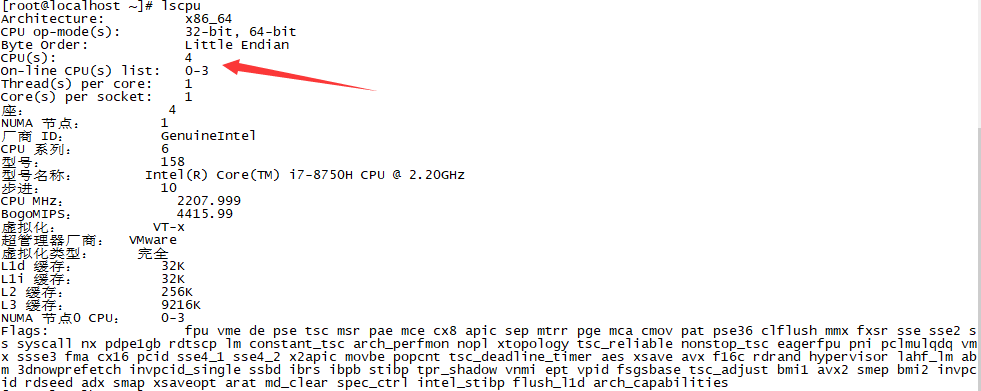 [root@localhost ~]# lscpu
Architecture: x86_64
CPU op-mode(s): 32-bit, 64-bit
Byte Order: Little Endian
CPU(s): 4
On-line CPU(s) list: 0-3
Thread(s) per core: 1
Core(s) per socket: 1
座： 4
NUMA 节点： 1
厂商 ID： GenuineIntel
CPU 系列： 6
型号： 158
型号名称： Intel(R) Core(TM) i7-8750H CPU @ 2.20GHz
步进： 10
CPU MHz： 2207.999
BogoMIPS： 4415.99
虚拟化： VT-x
超管理器厂商： VMware
虚拟化类型： 完全
L1d 缓存： 32K
L1i 缓存： 32K
L2 缓存： 256K
L3 缓存： 9216K
NUMA 节点0 CPU： 0-3
Flags: fpu vme de pse tsc msr pae mce cx8 apic sep mtrr pge mca cmov pat pse36 clflush mmx fxsr sse sse2 s
s syscall nx pdpe1gb rdtscp lm constant_tsc arch_perfmon nopl xtopology tsc_reliable nonstop_tsc eagerfpu pni pclmulqdq vm
x ssse3 fma cx16 pcid sse4_1 sse4_2 x2apic movbe popcnt tsc_deadline_timer aes xsave avx f16c rdrand hypervisor lahf_lm ab
m 3dnowprefetch invpcid_single ssbd ibrs ibpb stibp tpr_shadow vnmi ept vpid fsgsbase tsc_adjust bmi1 avx2 smep bmi2 invpc
id rdseed adx smap xsaveopt arat md_clear spec_ctrl intel_stibp flush_l1d arch_capabilities